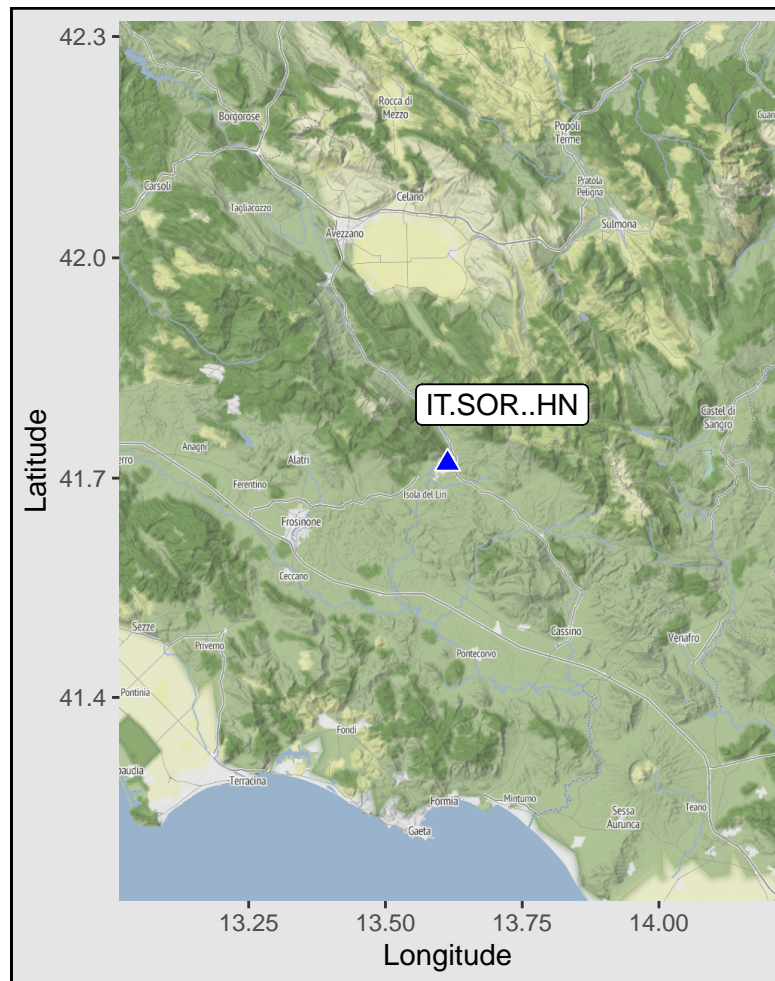 42.3
42.0
41.7
41.4
Latitude
13.25
13.50
13.75
14.00
Longitude
IT.SOR..HN
Rocca di
Mezzo
Borgorose
Popoli
Terme
Carsoli
Pratola
Peligna
Celano
Tagliacozzo
Avezzano
Sulmona
Castel di
Sangro
Anagni
Alatri
Ferentino
Isola del Liri
Frosinone
Ceccano
Sezze
Priverno
Cassino
Venafro
Pontecorvo
Pontinia
Fondi
baudia
Terracina
Formia
Minturno
Gaeta
Sessa
Aurunca
Teano